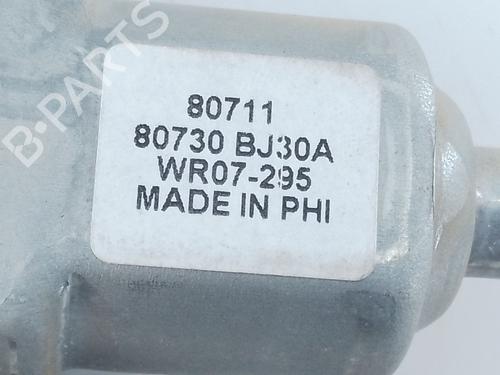 B-PARTS
80711
80730 BJ30A
WR07-295
MADE IN PHI